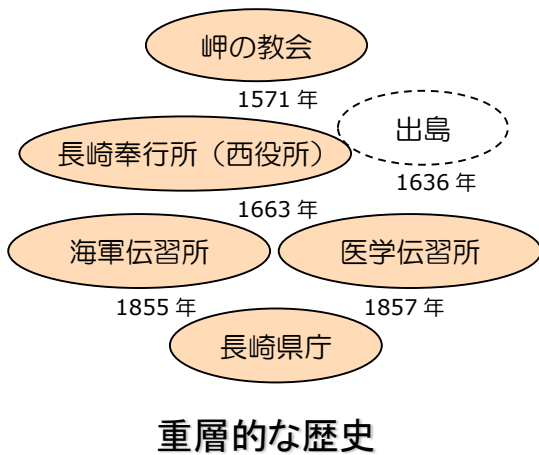 岬の教会
1571 年
出島
長崎奉行所（西役所）
1636 年
1663 年
海軍伝習所
医学伝習所
1855 年
1857 年
長崎県庁
重層的な歴史